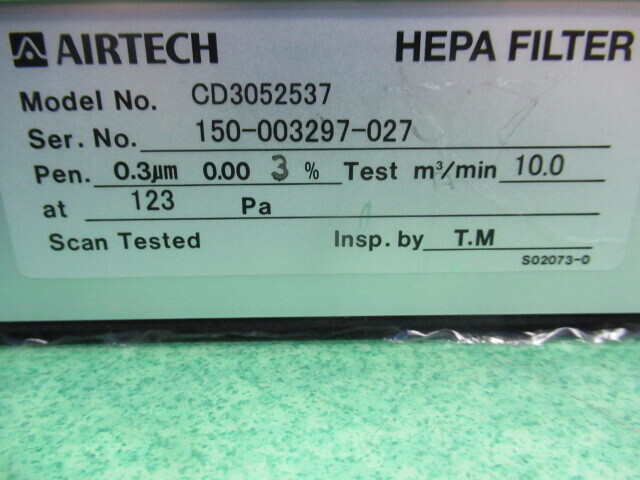 AIRTECH HEPA FILTER
Model No. CD3052537
Ser. No. 150-003297-027
Pen. 0.3μm 0.00 3 % Test m³/min 10.0
at 123 Pa
Scan Tested Insp. by T.M
S02073-0